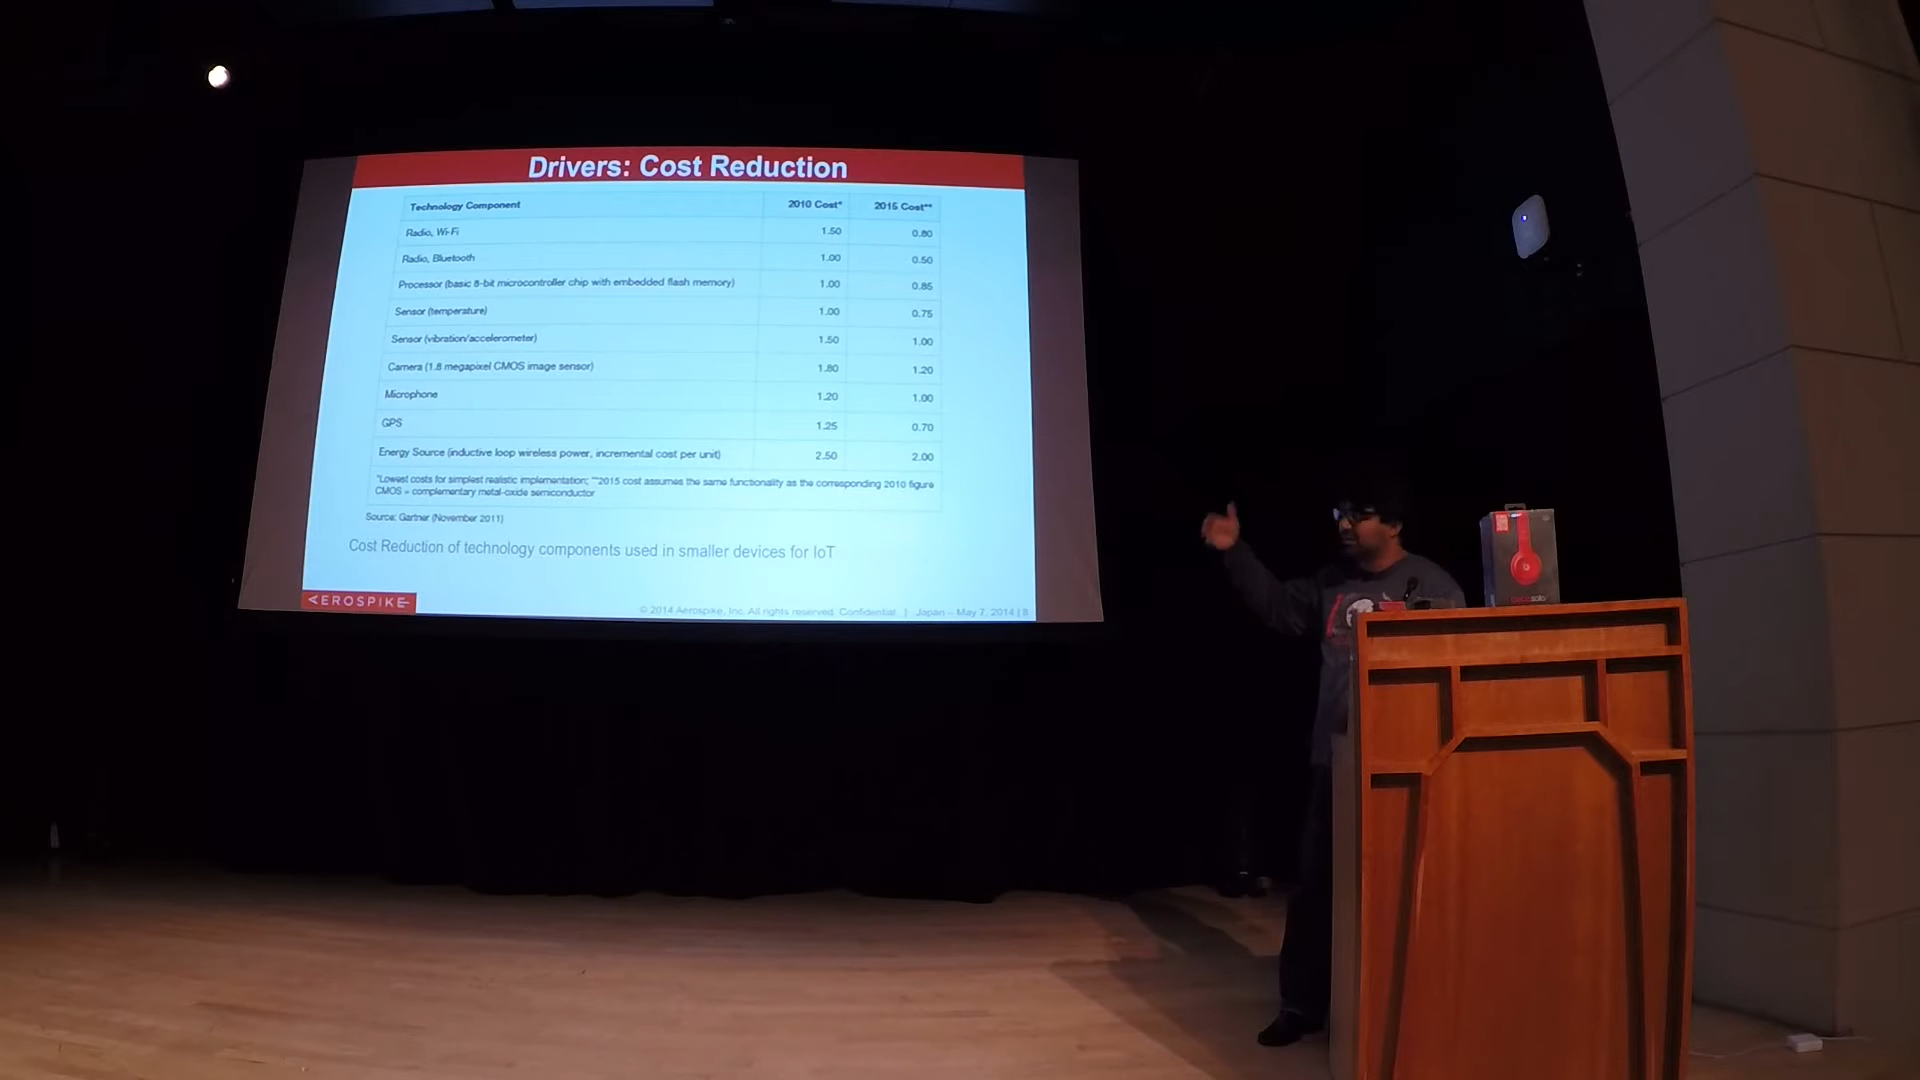 Drivers: Cost Reduction
Technology Component 2010 Cost* 2015 Cost**
Radio, Wi-Fi 1.50 0.80
Radio, Bluetooth 1.00 0.50
Processor (basic 8-bit microcontroller chip with embedded flash memory) 1.00 0.85
Sensor (temperature) 1.00 0.75
Sensor (vibration/accelerometer) 1.50 1.00
Camera (1.8 megapixel CMOS image sensor) 1.80 1.20
Microphone 1.20 1.00
GPS 1.25 0.70
Energy Source (inductive loop wireless power, incremental cost per unit) 2.50 2.00
*Lowest costs for simplest realistic implementation; **2015 cost assumes the same functionality as the corresponding 2010 figure
CMOS = complementary metal-oxide semiconductor
Source: Gartner (November 2011)
Cost Reduction of technology components used in smaller devices for IoT
AEROSPIKE
© 2014 Aerospike, Inc. All rights reserved. Confidential. | Japan – May 7, 2014 | 8
solo